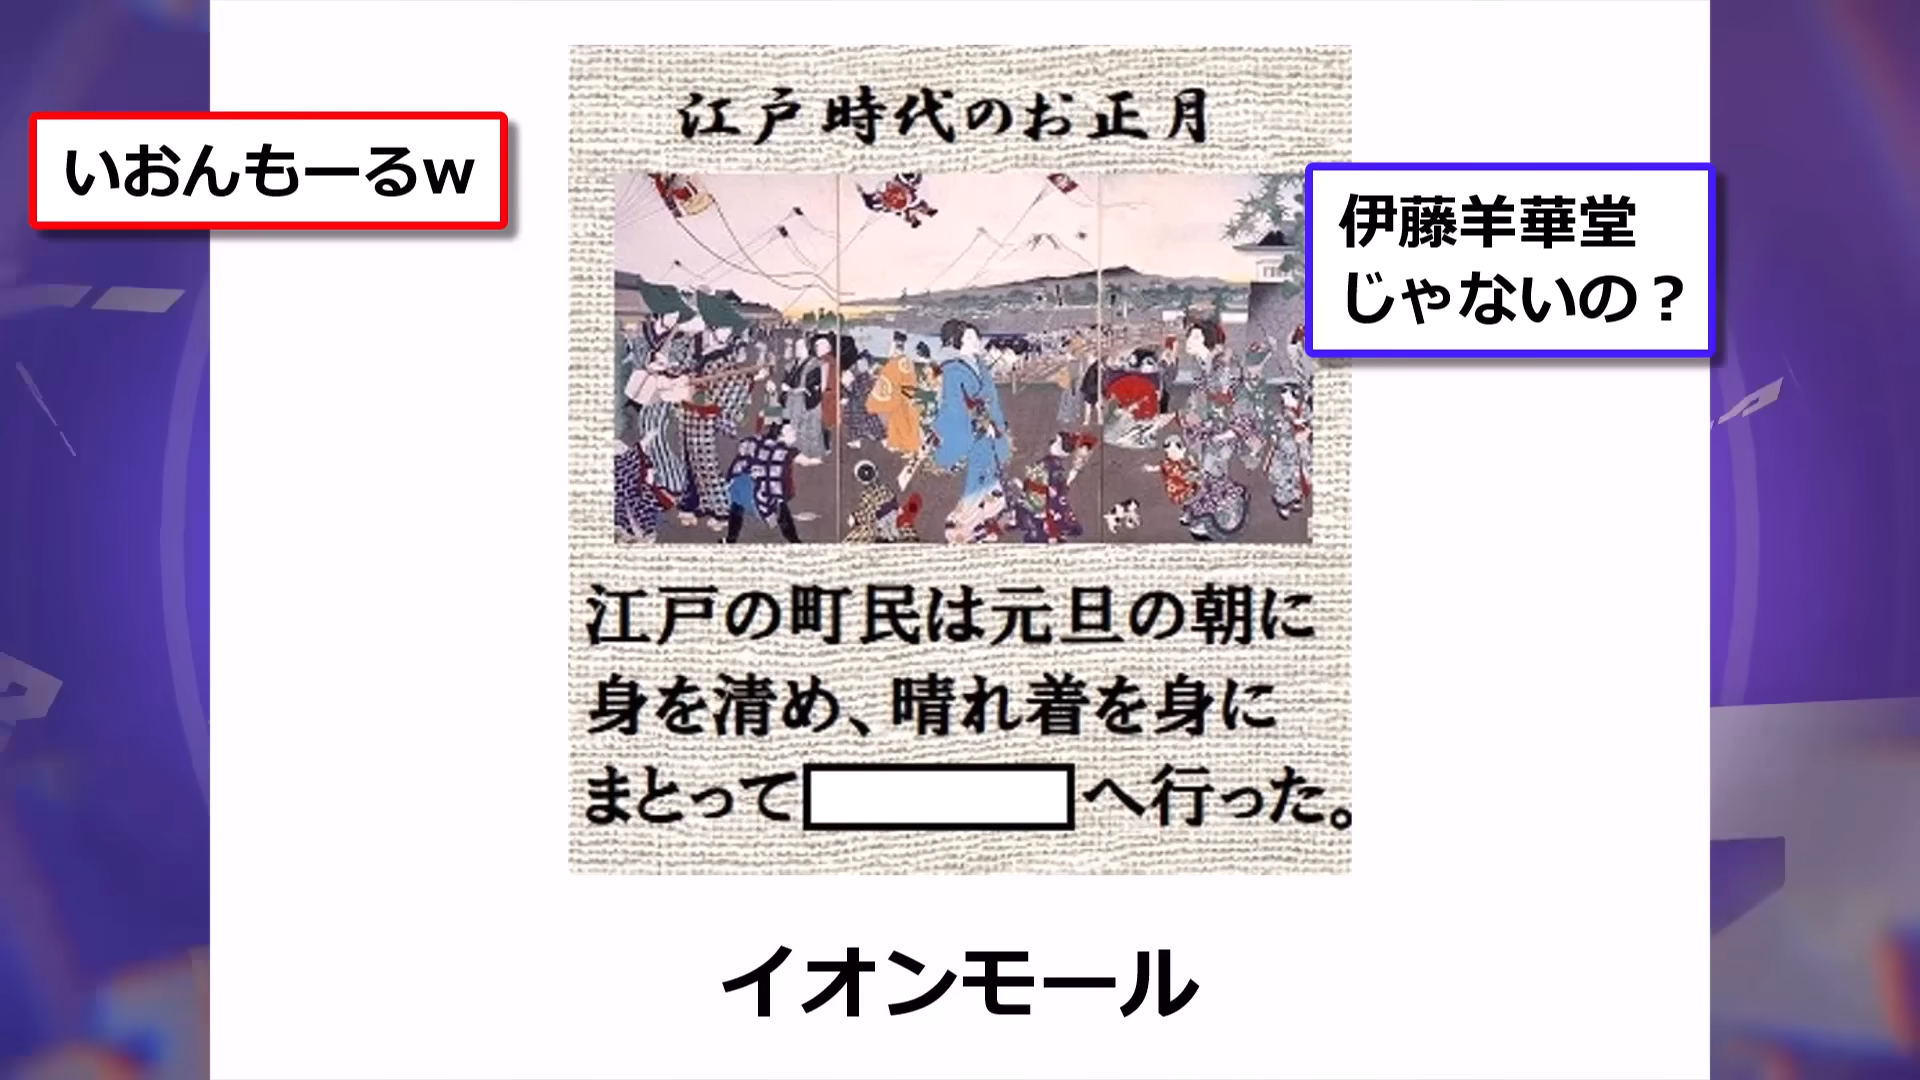 いおんもーるw
江戸時代のお正月
伊藤羊華堂
じゃないの？
江戸の町民は元旦の朝に
身を清め、晴れ着を身に
まとって
へ行った。
イオンモール